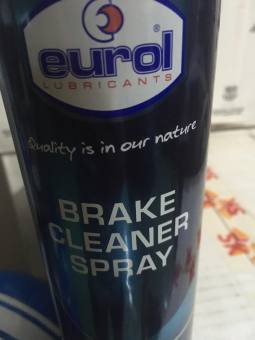 eurol
LUBRICANTS
Quality is in our nature
BRAKE
CLEANER
SPRAY